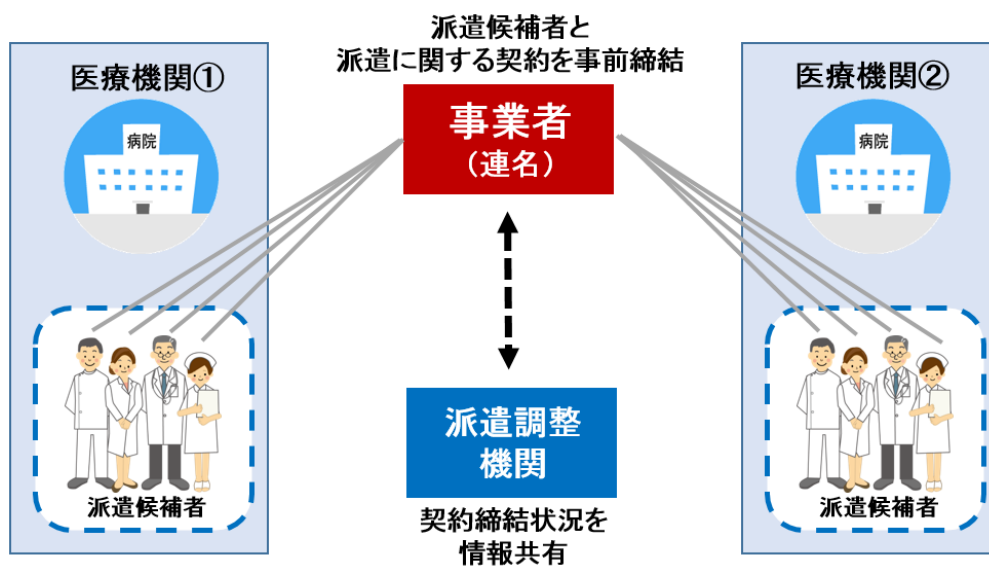 派遣候補者と
派遣に関する契約を事前締結
医療機関①
病院
派遣候補者
事業者
（連名）
派遣調整
機関
契約締結状況を
情報共有
医療機関②
病院
派遣候補者